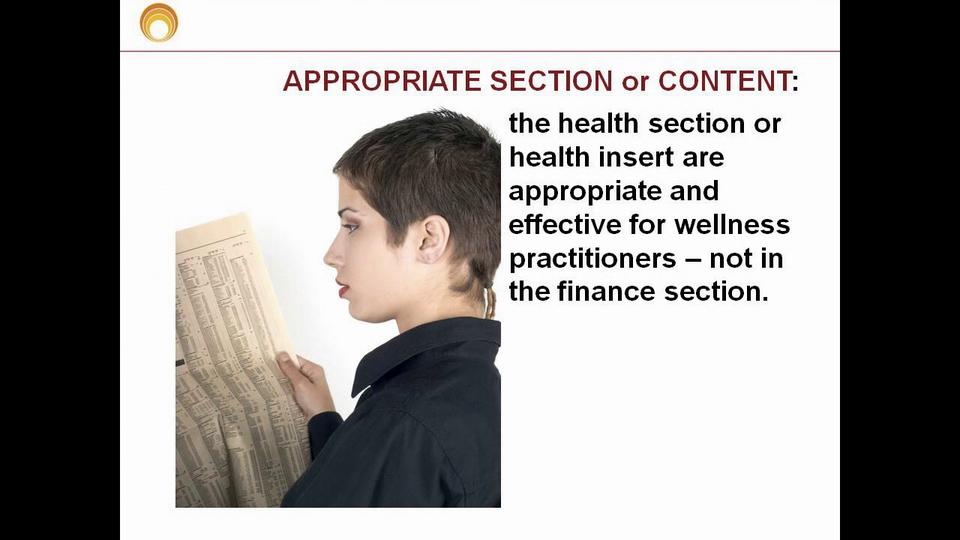 APPROPRIATE SECTION or CONTENT:
the health section or
health insert are
appropriate and
effective for wellness
practitioners – not in
the finance section.